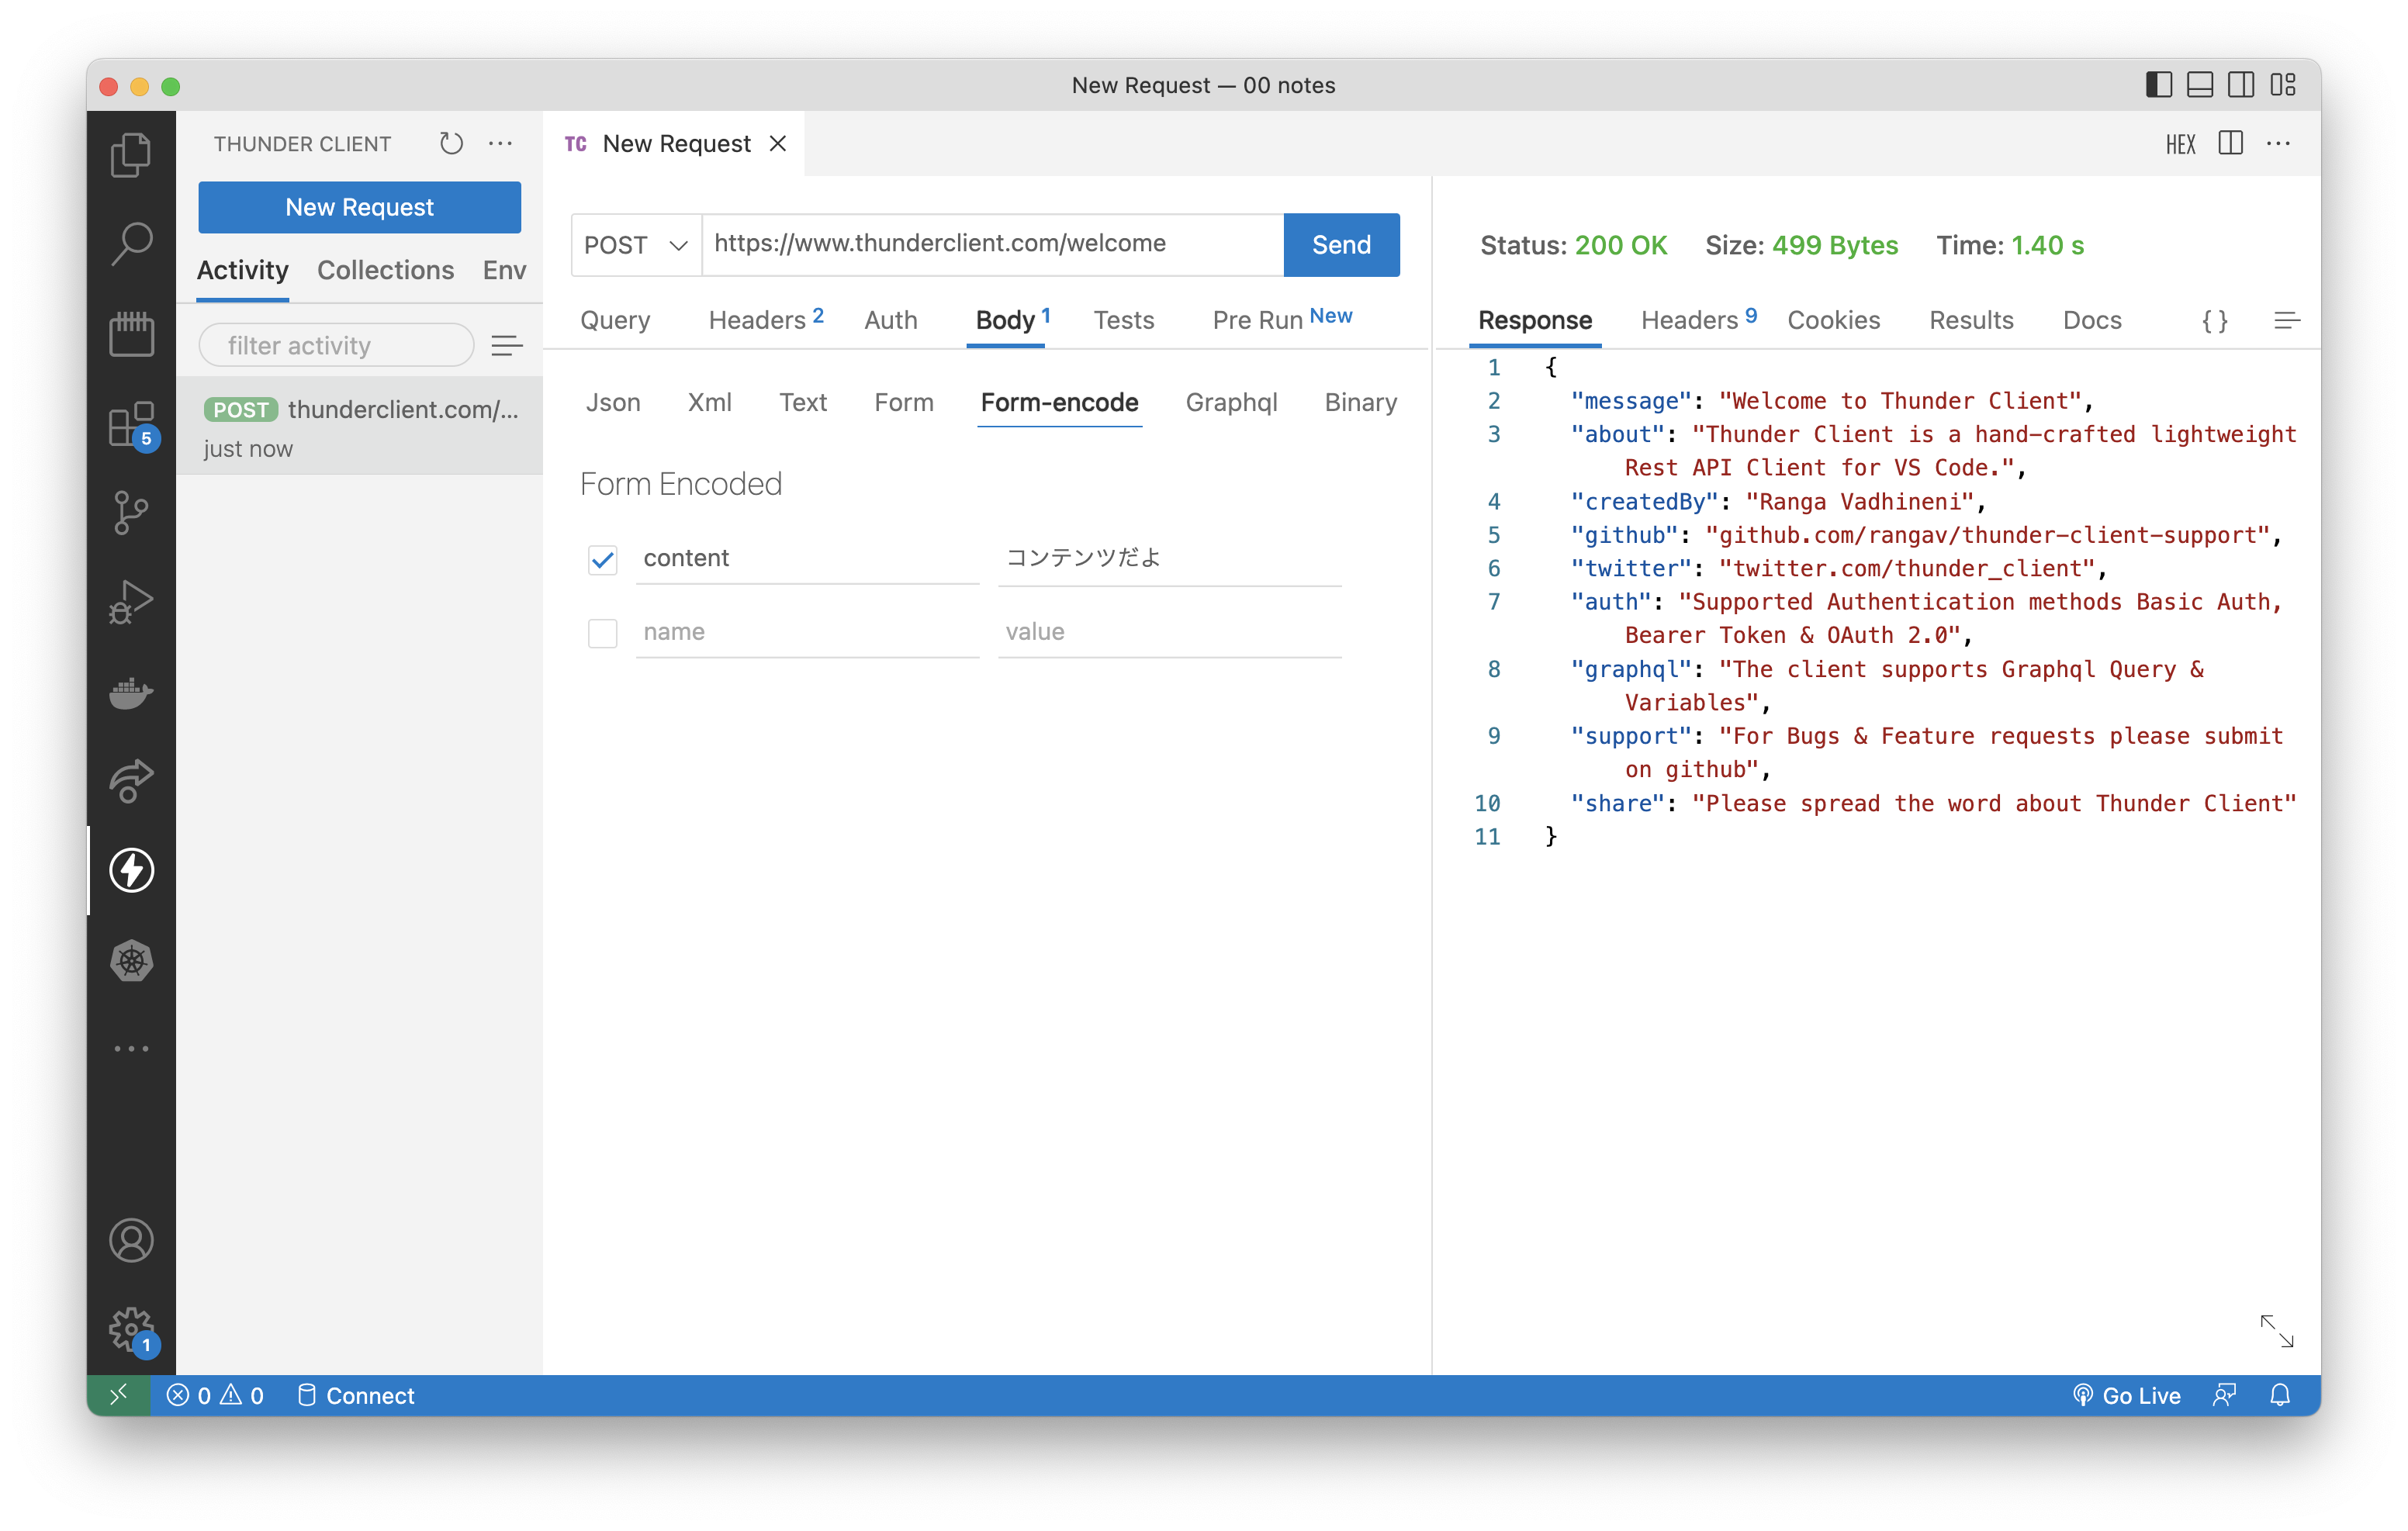 New Request — 00 notes
THUNDER CLIENT
New Request
Activity Collections Env
filter activity
POST thunderclient.com/...
just now
5
1
TC New Request
HEX
POST https://www.thunderclient.com/welcome Send
Query Headers 2 Auth Body 1 Tests Pre Run New
Json Xml Text Form Form-encode Graphql Binary
Form Encoded
content コンテンツだよ
name value
Status: 200 OK Size: 499 Bytes Time: 1.40 s
Response Headers 9 Cookies Results Docs { }
1 {
2 "message": "Welcome to Thunder Client",
3 "about": "Thunder Client is a hand-crafted lightweight
Rest API Client for VS Code.",
4 "createdBy": "Ranga Vadhineni",
5 "github": "github.com/rangav/thunder-client-support",
6 "twitter": "twitter.com/thunder_client",
7 "auth": "Supported Authentication methods Basic Auth,
Bearer Token & OAuth 2.0",
8 "graphql": "The client supports Graphql Query &
Variables",
9 "support": "For Bugs & Feature requests please submit
on github",
10 "share": "Please spread the word about Thunder Client"
11 }
0 0 Connect
Go Live